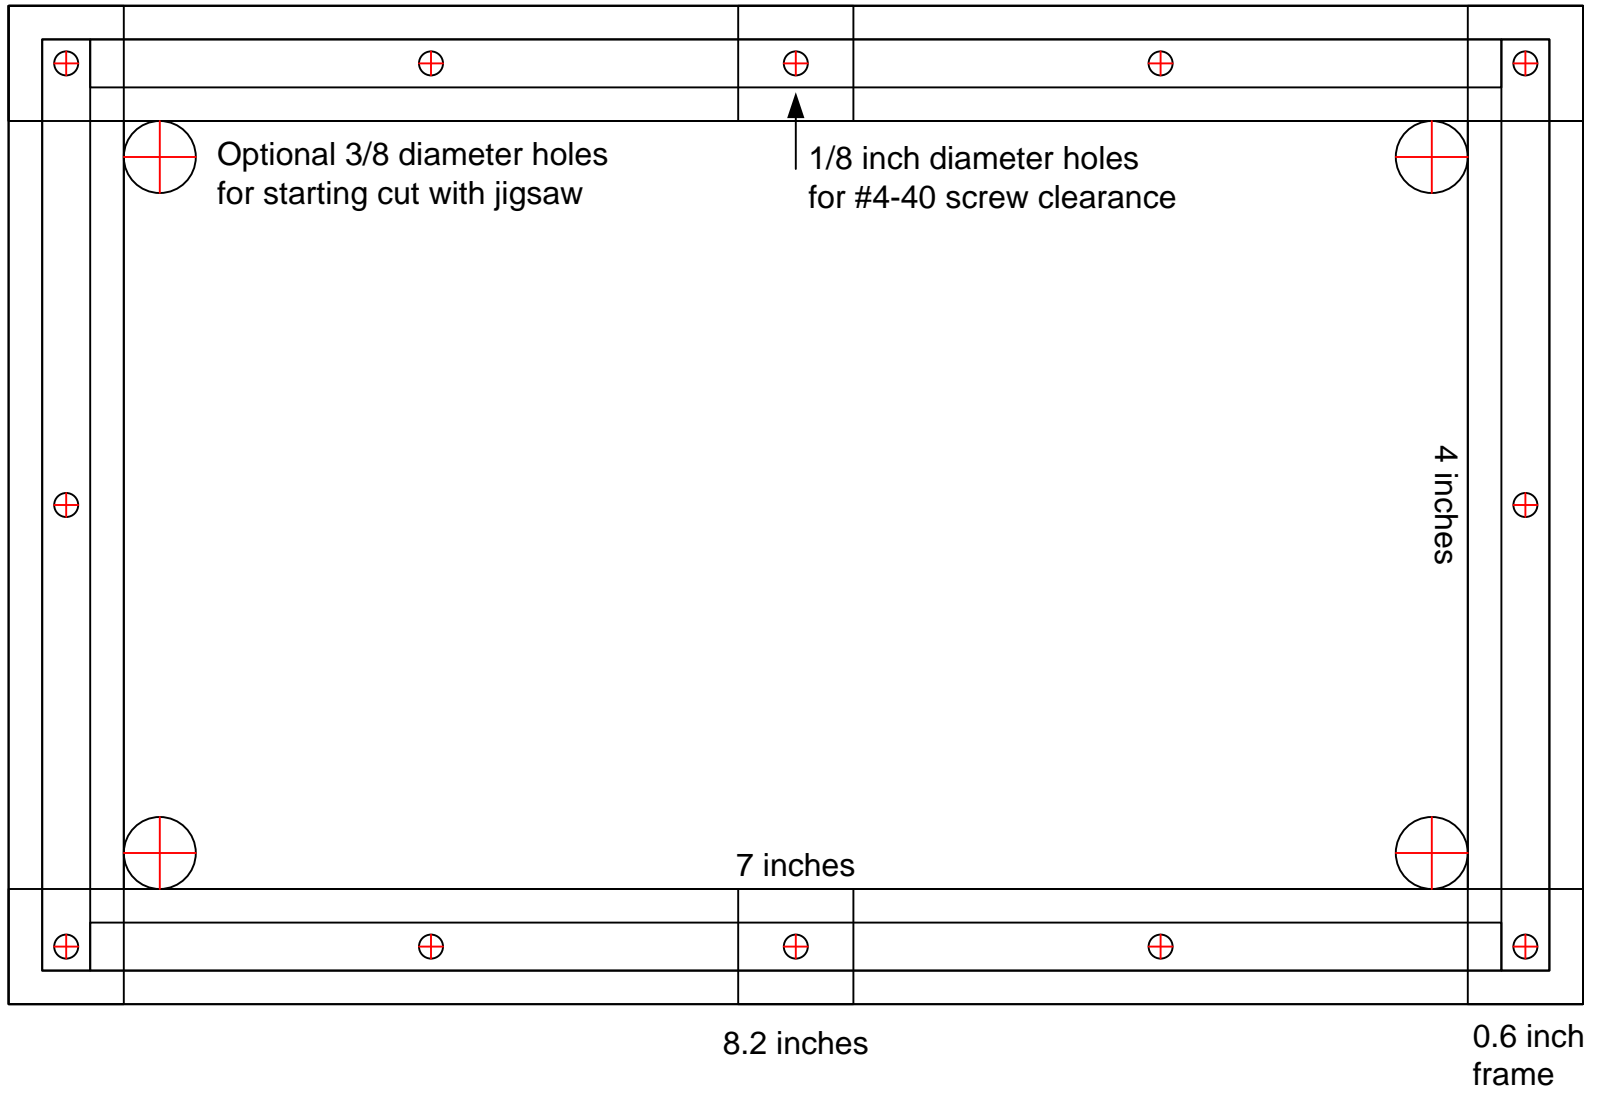 Optional 3/8 diameter holes
for starting cut with jigsaw
1/8 inch diameter holes
for #4-40 screw clearance
4 inches
7 inches
8.2 inches
0.6 inch
frame